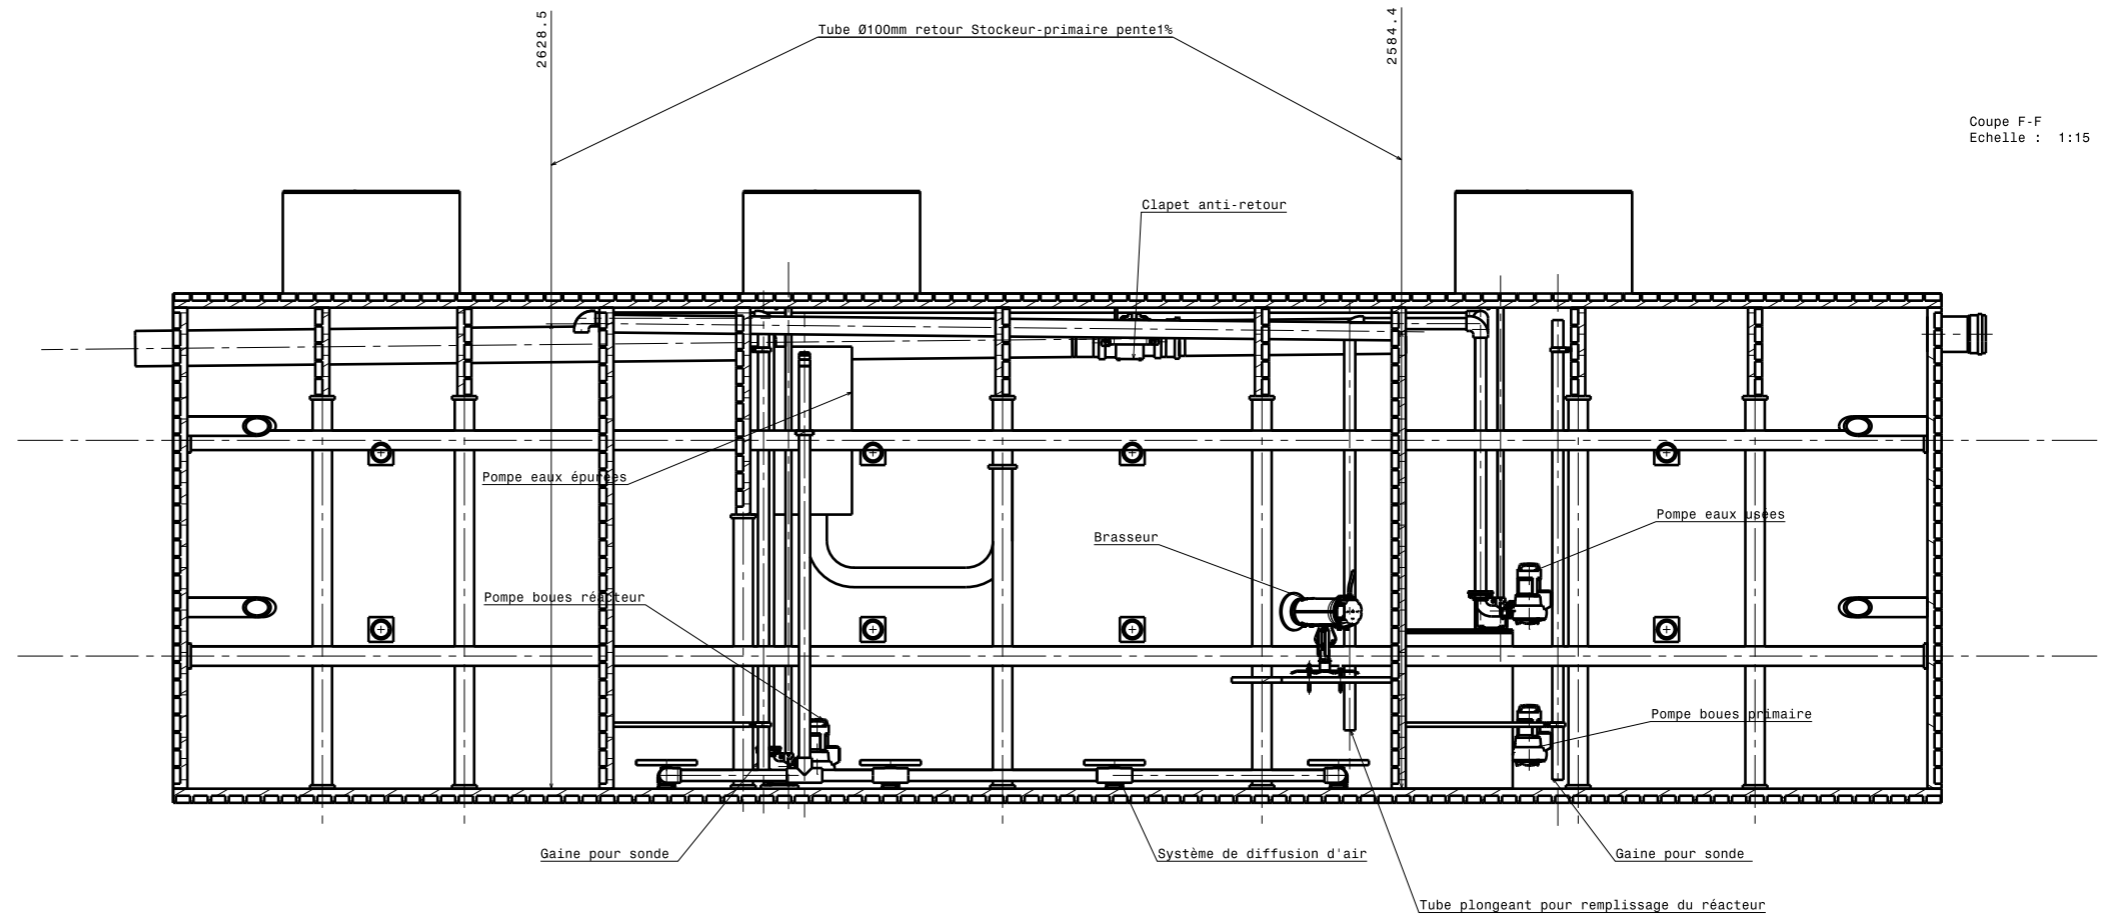 2628.5
Tube Ø100mm retour Stockeur-primaire pente1%
2584.4
Coupe F-F
Echelle :  1:15
Clapet anti-retour
Pompe eaux épurées
Pompe eaux usées
Brasseur
Pompe boues réacteur
Pompe boues primaire
Gaine pour sonde
Système de diffusion d'air
Gaine pour sonde
Tube plongeant pour remplissage du réacteur